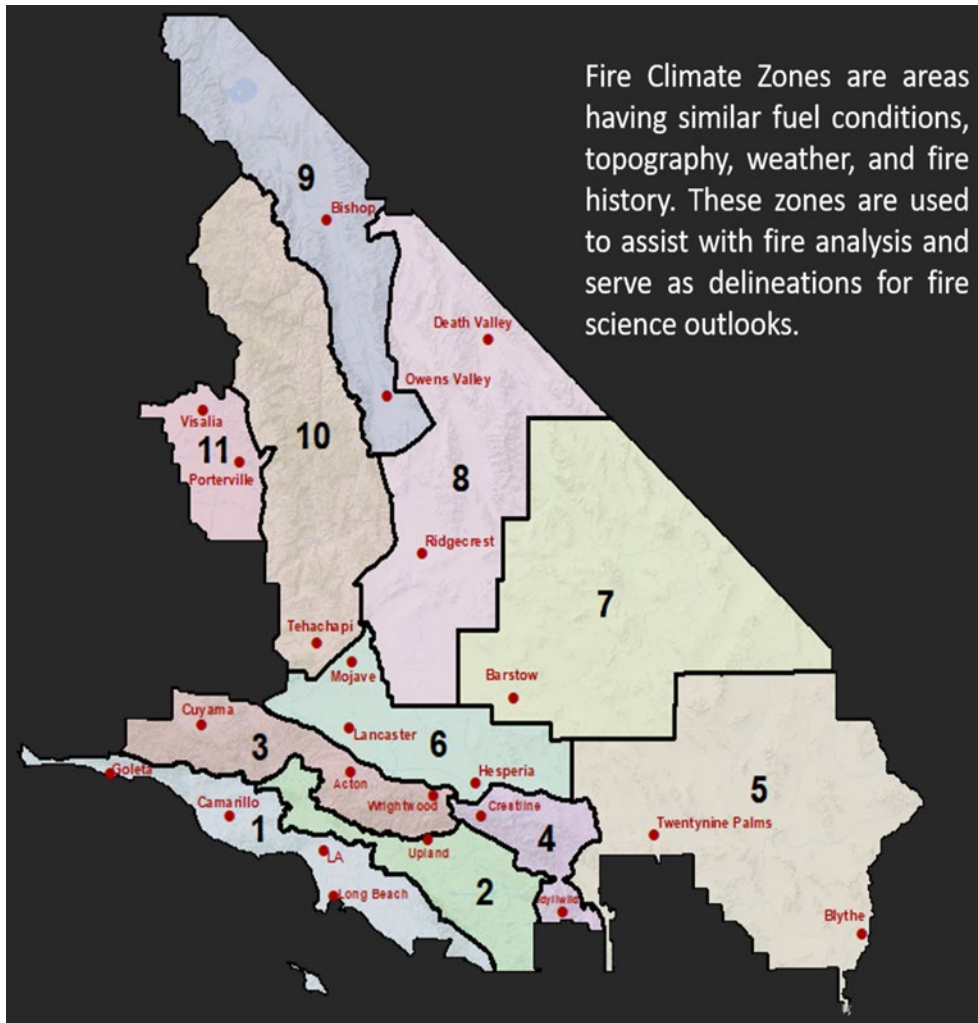 Fire Climate Zones are areas
having similar fuel conditions,
topography, weather, and fire
history. These zones are used
to assist with fire analysis and
serve as delineations for fire
science outlooks.
9
Bishop
Death Valley
Owens Valley
Visalia
11
10
Porterville
8
Ridgecrest
7
Tehachapi
Mojave
Barstow
Cuyama
3
Lancaster
6
Goleta
Acton
Hesperia
5
Camarillo
Wrightwood
Crestline
1
4
Twentynine Palms
LA
Upland
Long Beach
2
Idyllwild
Blythe